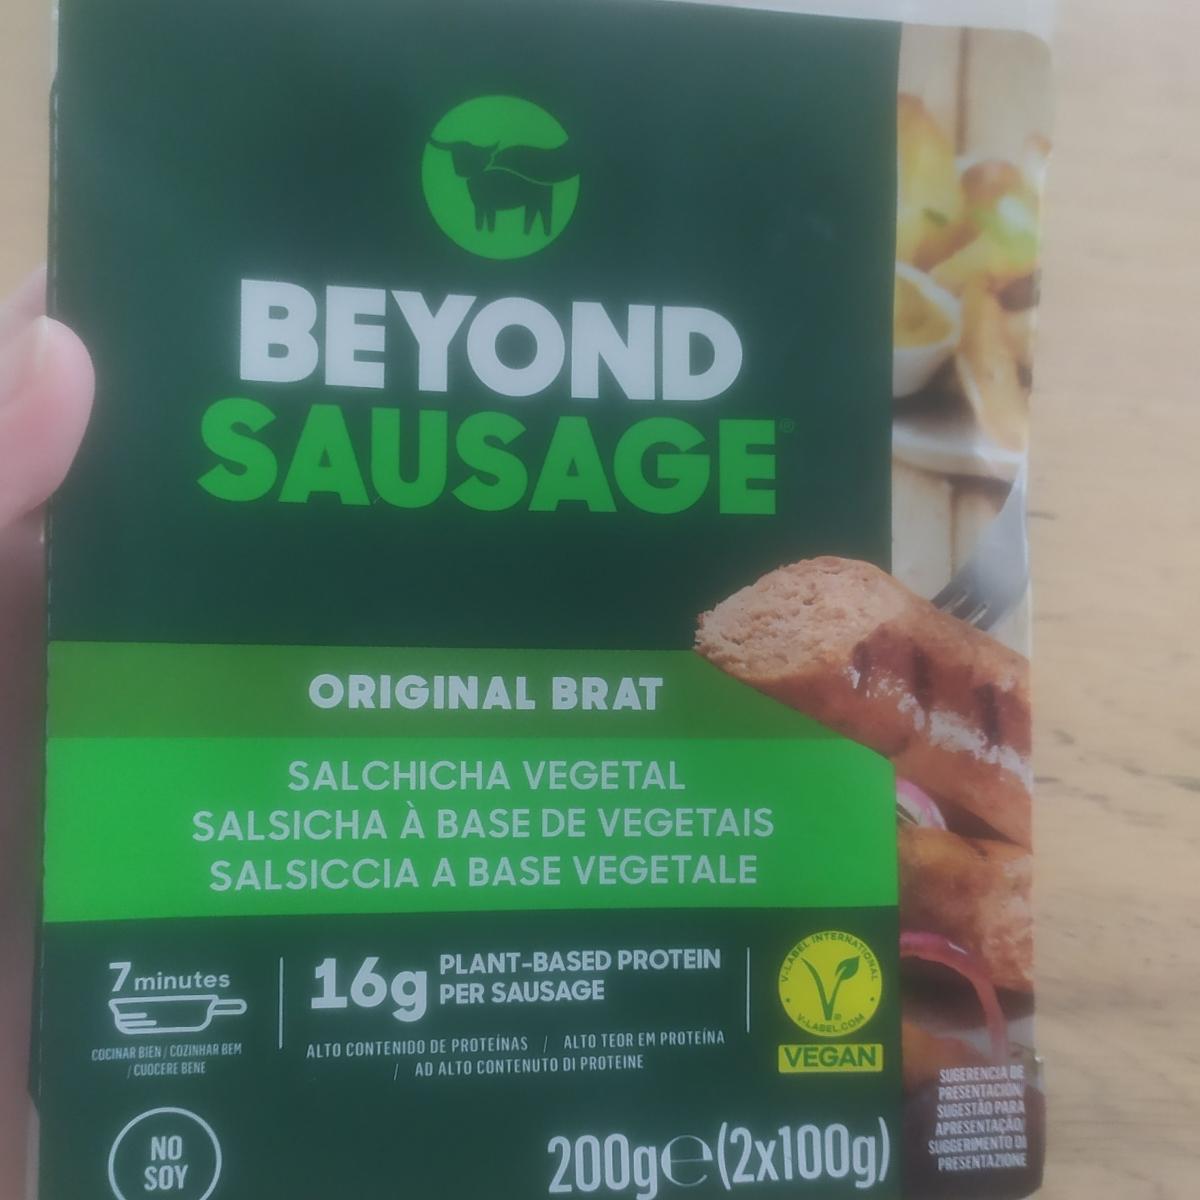 BEYOND
SAUSAGE®
ORIGINAL BRAT
SALCHICHA VEGETAL
SALSICHA À BASE DE VEGETAIS
SALSICCIA A BASE VEGETALE
7 minutes
COCINAR BIEN / COZINHAR BEM
/ CUOCERE BENE
16g PLANT-BASED PROTEIN
PER SAUSAGE
ALTO CONTENIDO DE PROTEÍNAS / ALTO TEOR EM PROTEÍNA
/ AD ALTO CONTENUTO DI PROTEINE
V-LABEL INTERNATIONAL
V-LABEL.COM
VEGAN
NO
SOY
200g℮(2x100g)
SUGERENCIA DE
PRESENTACIÓN/
SUGESTÃO PARA
APRESENTAÇÃO/
SUGGERIMENTO DI
PRESENTAZIONE